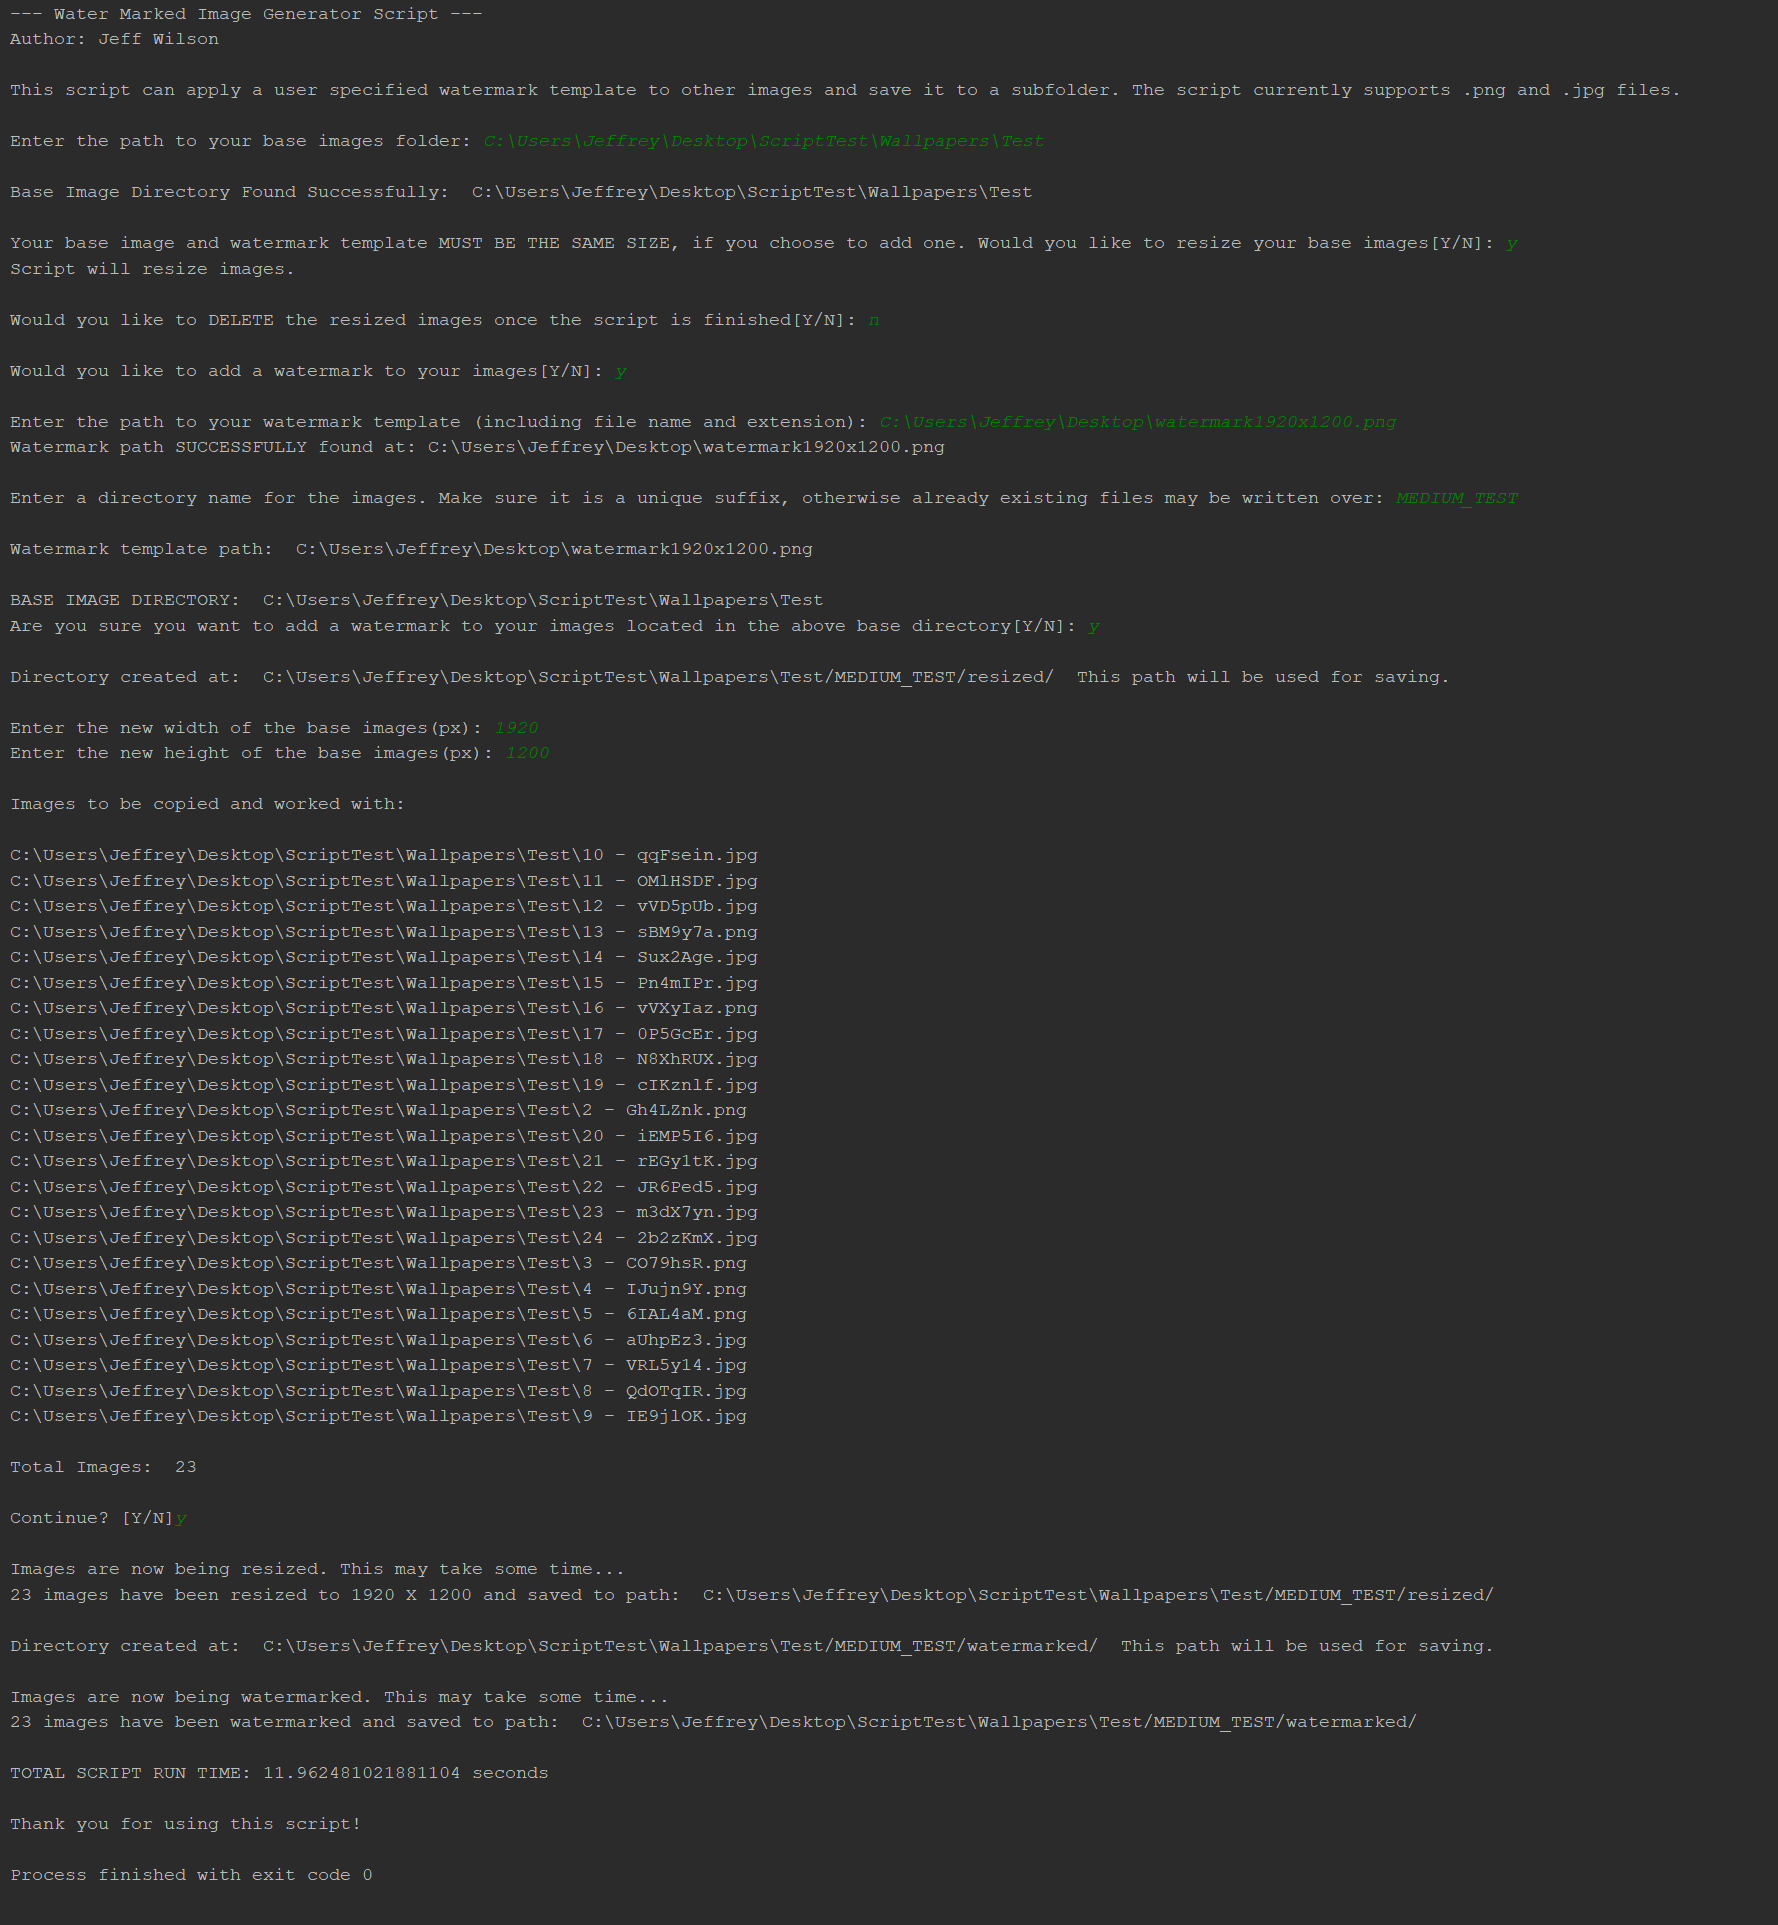 --- Water Marked Image Generator Script ---
Author: Jeff Wilson
This script can apply a user specified watermark template to other images and save it to a subfolder. The script currently supports .png and .jpg files.
Enter the path to your base images folder: C:\Users\Jeffrey\Desktop\ScriptTest\Wallpapers\Test
Base Image Directory Found Successfully:  C:\Users\Jeffrey\Desktop\ScriptTest\Wallpapers\Test
Your base image and watermark template MUST BE THE SAME SIZE, if you choose to add one. Would you like to resize your base images[Y/N]: y
Script will resize images.
Would you like to DELETE the resized images once the script is finished[Y/N]: n
Would you like to add a watermark to your images[Y/N]: y
Enter the path to your watermark template (including file name and extension): C:\Users\Jeffrey\Desktop\watermark1920x1200.png
Watermark path SUCCESSFULLY found at: C:\Users\Jeffrey\Desktop\watermark1920x1200.png
Enter a directory name for the images. Make sure it is a unique suffix, otherwise already existing files may be written over: MEDIUM_TEST
Watermark template path:  C:\Users\Jeffrey\Desktop\watermark1920x1200.png
BASE IMAGE DIRECTORY:  C:\Users\Jeffrey\Desktop\ScriptTest\Wallpapers\Test
Are you sure you want to add a watermark to your images located in the above base directory[Y/N]: y
Directory created at:  C:\Users\Jeffrey\Desktop\ScriptTest\Wallpapers\Test/MEDIUM_TEST/resized/  This path will be used for saving.
Enter the new width of the base images(px): 1920
Enter the new height of the base images(px): 1200
Images to be copied and worked with:
C:\Users\Jeffrey\Desktop\ScriptTest\Wallpapers\Test\10 - qqFsein.jpg
C:\Users\Jeffrey\Desktop\ScriptTest\Wallpapers\Test\11 - OMlHSDF.jpg
C:\Users\Jeffrey\Desktop\ScriptTest\Wallpapers\Test\12 - vVD5pUb.jpg
C:\Users\Jeffrey\Desktop\ScriptTest\Wallpapers\Test\13 - sBM9y7a.png
C:\Users\Jeffrey\Desktop\ScriptTest\Wallpapers\Test\14 - Sux2Age.jpg
C:\Users\Jeffrey\Desktop\ScriptTest\Wallpapers\Test\15 - Pn4mIPr.jpg
C:\Users\Jeffrey\Desktop\ScriptTest\Wallpapers\Test\16 - vVXyIaz.png
C:\Users\Jeffrey\Desktop\ScriptTest\Wallpapers\Test\17 - 0P5GcEr.jpg
C:\Users\Jeffrey\Desktop\ScriptTest\Wallpapers\Test\18 - N8XhRUX.jpg
C:\Users\Jeffrey\Desktop\ScriptTest\Wallpapers\Test\19 - cIKznlf.jpg
C:\Users\Jeffrey\Desktop\ScriptTest\Wallpapers\Test\2 - Gh4LZnk.png
C:\Users\Jeffrey\Desktop\ScriptTest\Wallpapers\Test\20 - iEMP5I6.jpg
C:\Users\Jeffrey\Desktop\ScriptTest\Wallpapers\Test\21 - rEGy1tK.jpg
C:\Users\Jeffrey\Desktop\ScriptTest\Wallpapers\Test\22 - JR6Ped5.jpg
C:\Users\Jeffrey\Desktop\ScriptTest\Wallpapers\Test\23 - m3dX7yn.jpg
C:\Users\Jeffrey\Desktop\ScriptTest\Wallpapers\Test\24 - 2b2zKmX.jpg
C:\Users\Jeffrey\Desktop\ScriptTest\Wallpapers\Test\3 - CO79hsR.png
C:\Users\Jeffrey\Desktop\ScriptTest\Wallpapers\Test\4 - IJujn9Y.png
C:\Users\Jeffrey\Desktop\ScriptTest\Wallpapers\Test\5 - 6IAL4aM.png
C:\Users\Jeffrey\Desktop\ScriptTest\Wallpapers\Test\6 - aUhpEz3.jpg
C:\Users\Jeffrey\Desktop\ScriptTest\Wallpapers\Test\7 - VRL5y14.jpg
C:\Users\Jeffrey\Desktop\ScriptTest\Wallpapers\Test\8 - QdOTqIR.jpg
C:\Users\Jeffrey\Desktop\ScriptTest\Wallpapers\Test\9 - IE9jlOK.jpg
Total Images:  23
Continue? [Y/N]y
Images are now being resized. This may take some time...
23 images have been resized to 1920 X 1200 and saved to path:  C:\Users\Jeffrey\Desktop\ScriptTest\Wallpapers\Test/MEDIUM_TEST/resized/
Directory created at:  C:\Users\Jeffrey\Desktop\ScriptTest\Wallpapers\Test/MEDIUM_TEST/watermarked/  This path will be used for saving.
Images are now being watermarked. This may take some time...
23 images have been watermarked and saved to path:  C:\Users\Jeffrey\Desktop\ScriptTest\Wallpapers\Test/MEDIUM_TEST/watermarked/
TOTAL SCRIPT RUN TIME: 11.962481021881104 seconds
Thank you for using this script!
Process finished with exit code 0